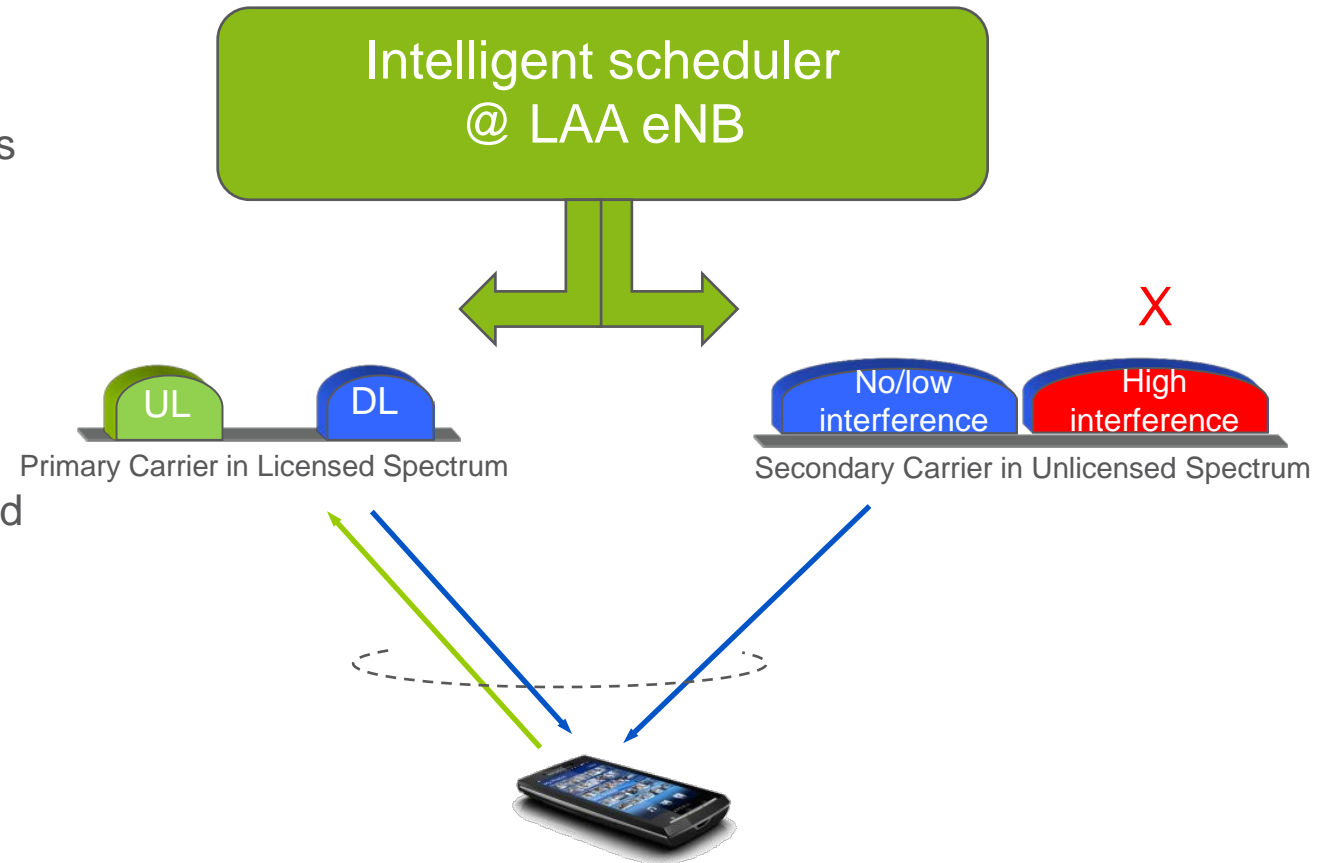 Intelligent scheduler
@ LAA eNB
s
X
UL
DL
No/low
interference
High
interference
Primary Carrier in Licensed Spectrum
Secondary Carrier in Unlicensed Spectrum
d